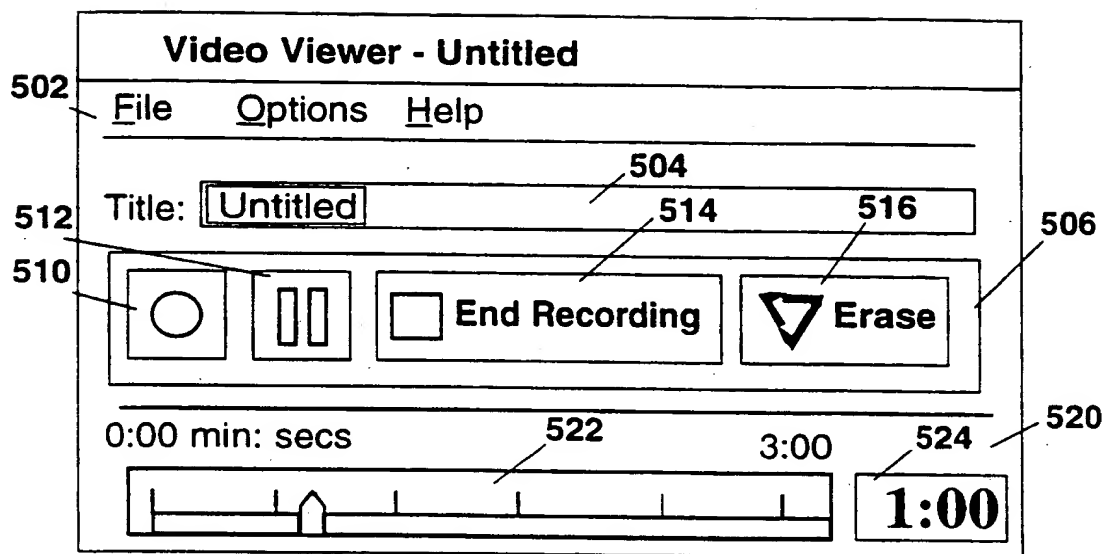 Video Viewer - Untitled
502
File Options Help
504
Title: Untitled
514
516
512
506
510
End Recording
Erase
0:00 min: secs
522
3:00
524
520
1:00